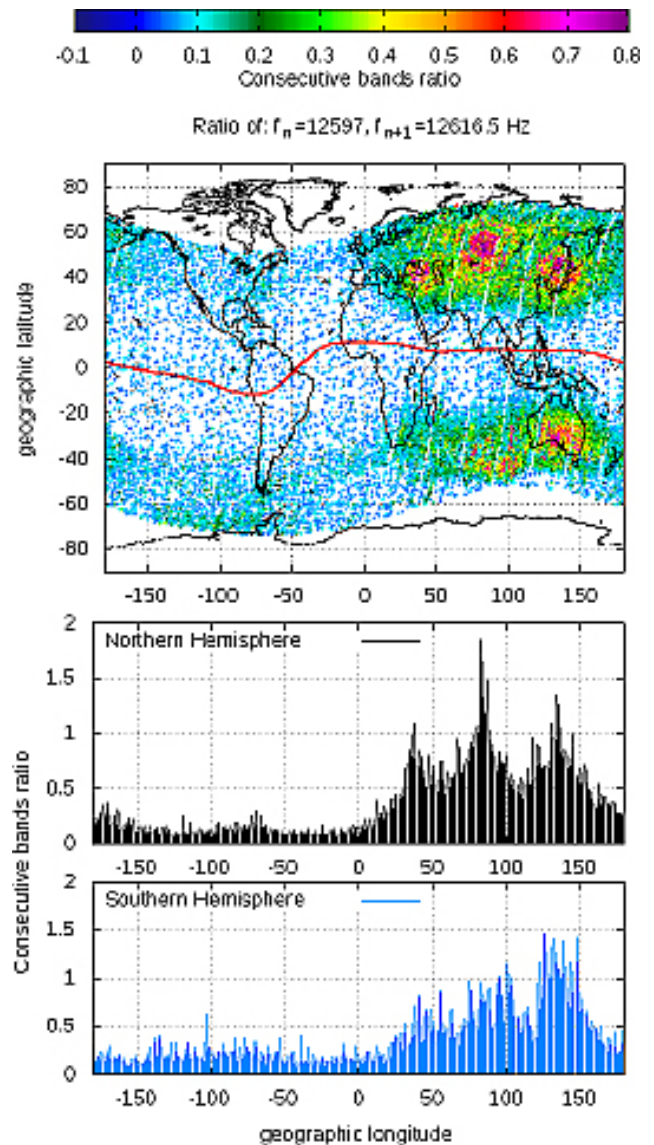 -0.1 0 0.1 0.2 0.3 0.4 0.5 0.6 0.7 0.8
Consecutive bands ratio
Ratio of: fn=12597, fn+1=12616.5 Hz
80
60
40
20
0
-20
-40
-60
-80
geographic latitude
-150 -100 -50 0 50 100 150
2
1.5
1
0.5
0
Northern Hemisphere
-150 -100 -50 0 50 100 150
Consecutive bands ratio
2
1.5
1
0.5
0
Southern Hemisphere
-150 -100 -50 0 50 100 150
geographic longitude